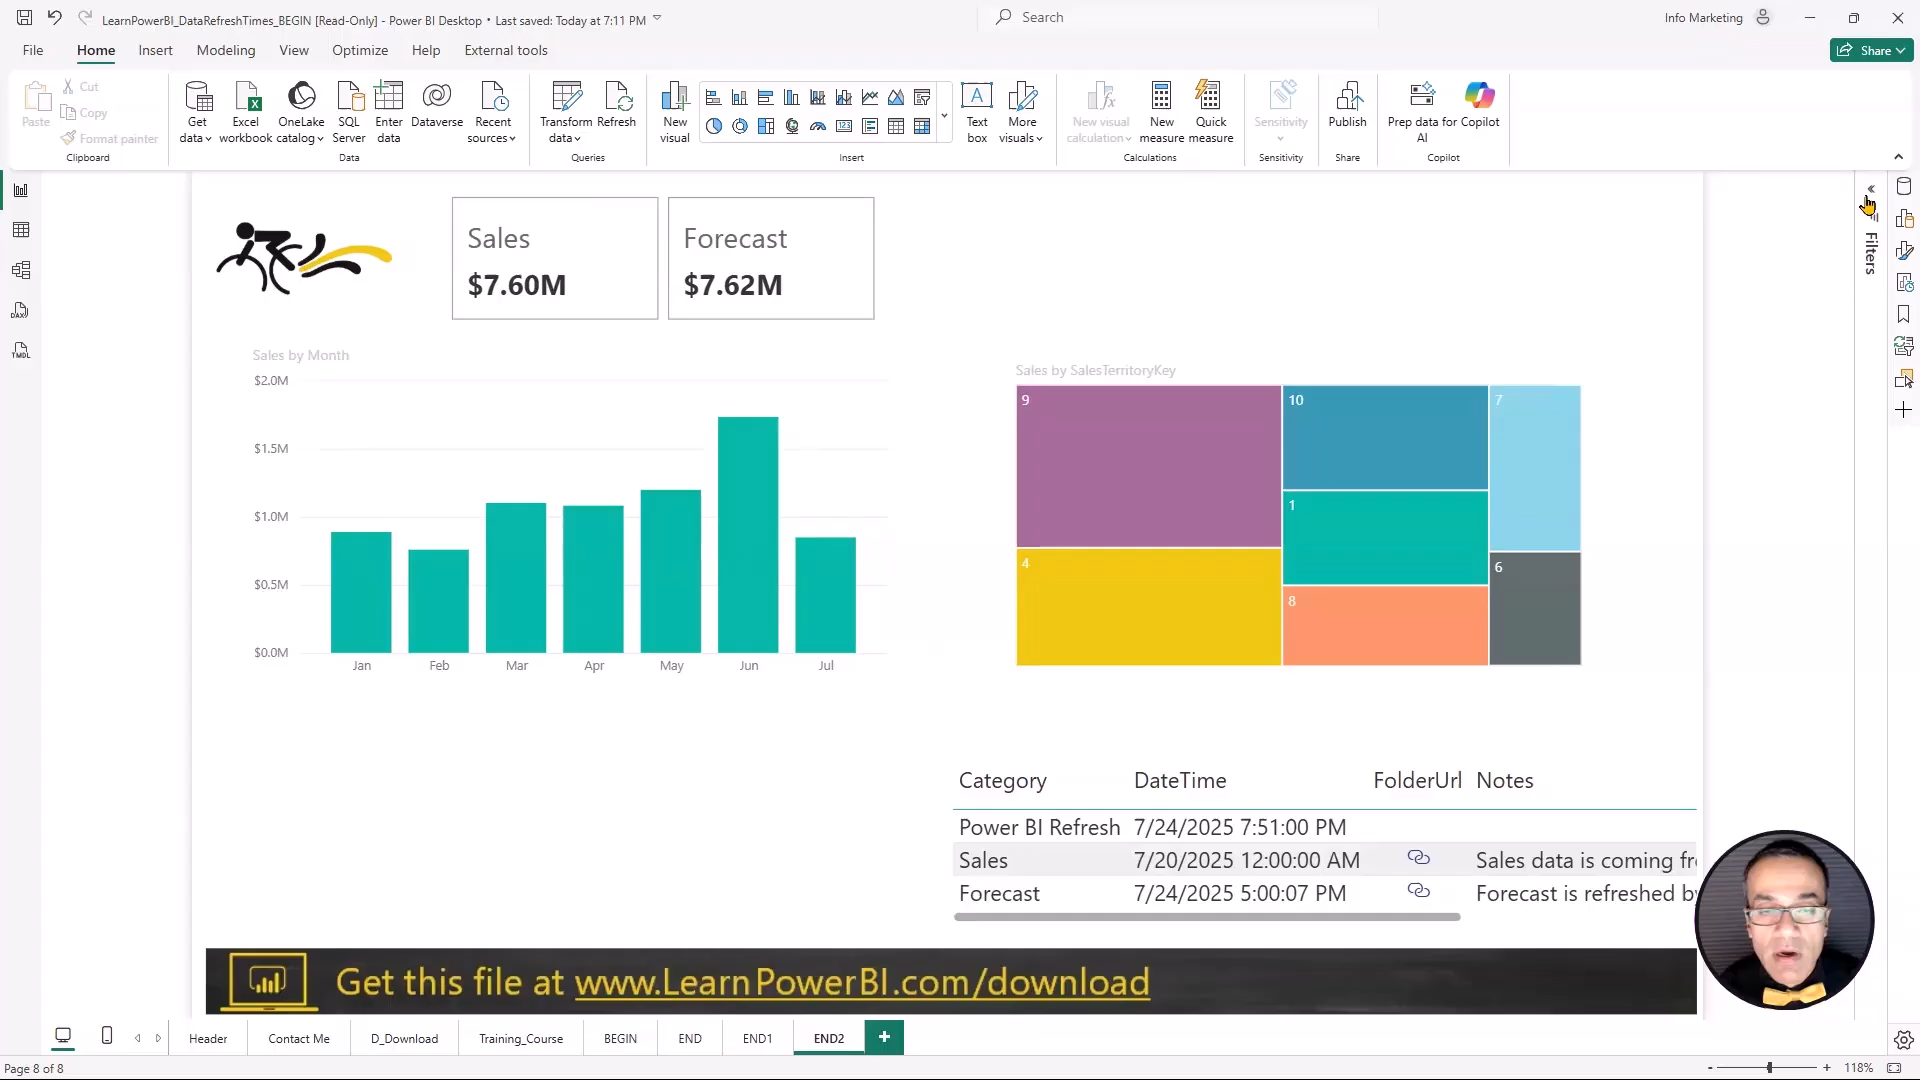 LearnPowerBI_DataRefreshTimes_BEGIN [Read-Only] - Power BI Desktop • Last saved: Today at 7:11 PM
Search
Info Marketing
File Home Insert Modeling View Optimize Help External tools
Share
Paste
Cut
Copy
Format painter
Clipboard
Get data
Excel workbook
OneLake catalog
SQL Server
Enter data
Dataverse
Recent sources
Data
Transform data
Refresh
Queries
New visual
Text box
More visuals
Insert
New visual calculation
New measure
Quick measure
Calculations
Sensitivity
Sensitivity
Publish
Share
Prep data for AI
Copilot
Copilot
DAX
TMDL
Filters
Sales
$7.60M
Forecast
$7.62M
Sales by Month
$2.0M
$1.5M
$1.0M
$0.5M
$0.0M
Jan Feb Mar Apr May Jun Jul
Sales by SalesTerritoryKey
9
10
7
1
4
6
8
Category DateTime FolderUrl Notes
Power BI Refresh 7/24/2025 7:51:00 PM
Sales 7/20/2025 12:00:00 AM Sales data is coming fr
Forecast 7/24/2025 5:00:07 PM Forecast is refreshed b
Get this file at www.LearnPowerBI.com/download
Header Contact Me D_Download Training_Course BEGIN END END1 END2
Page 8 of 8
- + 118%